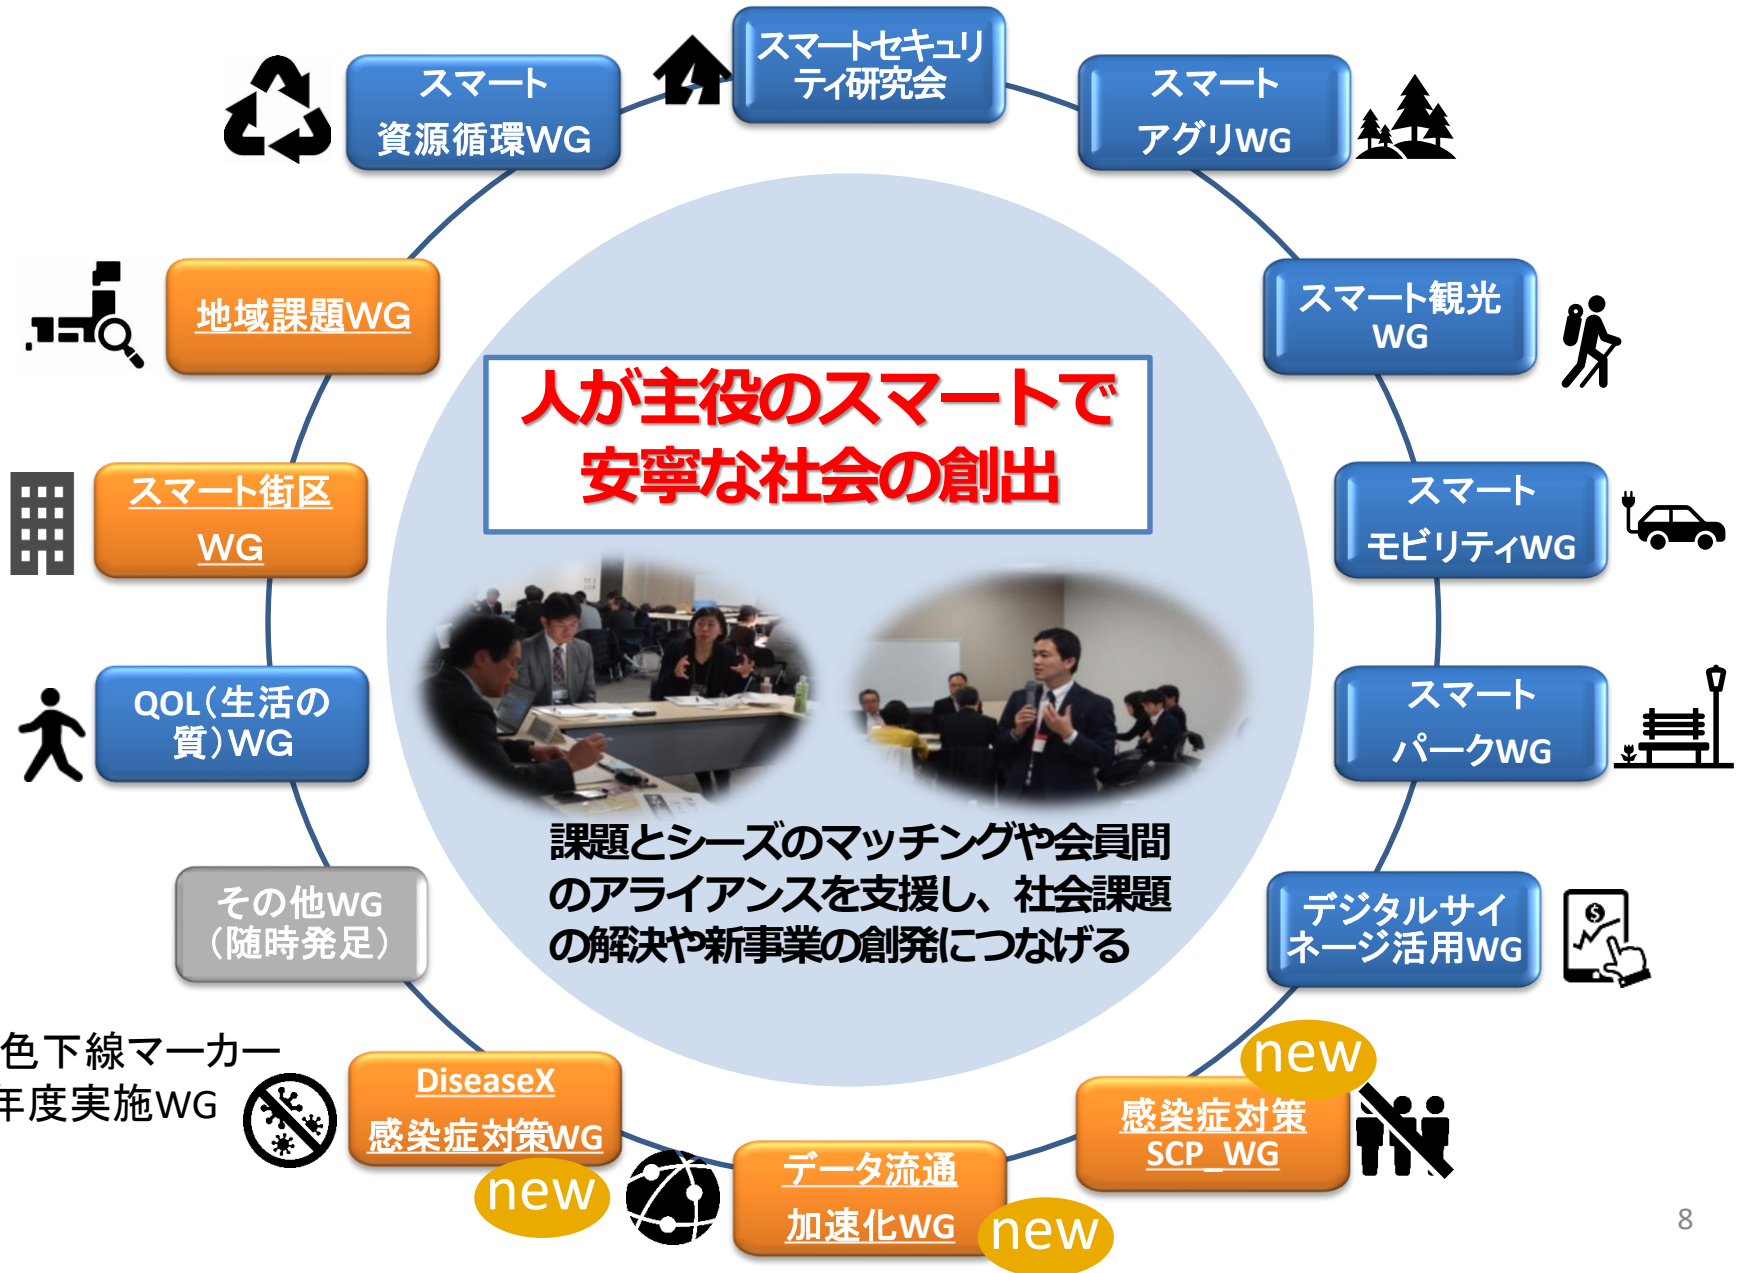 スマートセキュリ
ティ研究会
スマート
資源循環WG
スマート
アグリWG
地域課題WG
スマート観光
WG
人が主役のスマートで
安寧な社会の創出
スマート街区
WG
スマート
モビリティWG
QOL(生活の
質)WG
スマート
パークWG
課題とシーズのマッチングや会員間
のアライアンスを支援し、社会課題
の解決や新事業の創発につなげる
その他WG
(随時発足)
デジタルサイ
ネージ活用WG
色下線マーカー
年度実施WG
DiseaseX
感染症対策WG
new
データ流通
加速化WG
new
感染症対策
SCP_WG
new
8